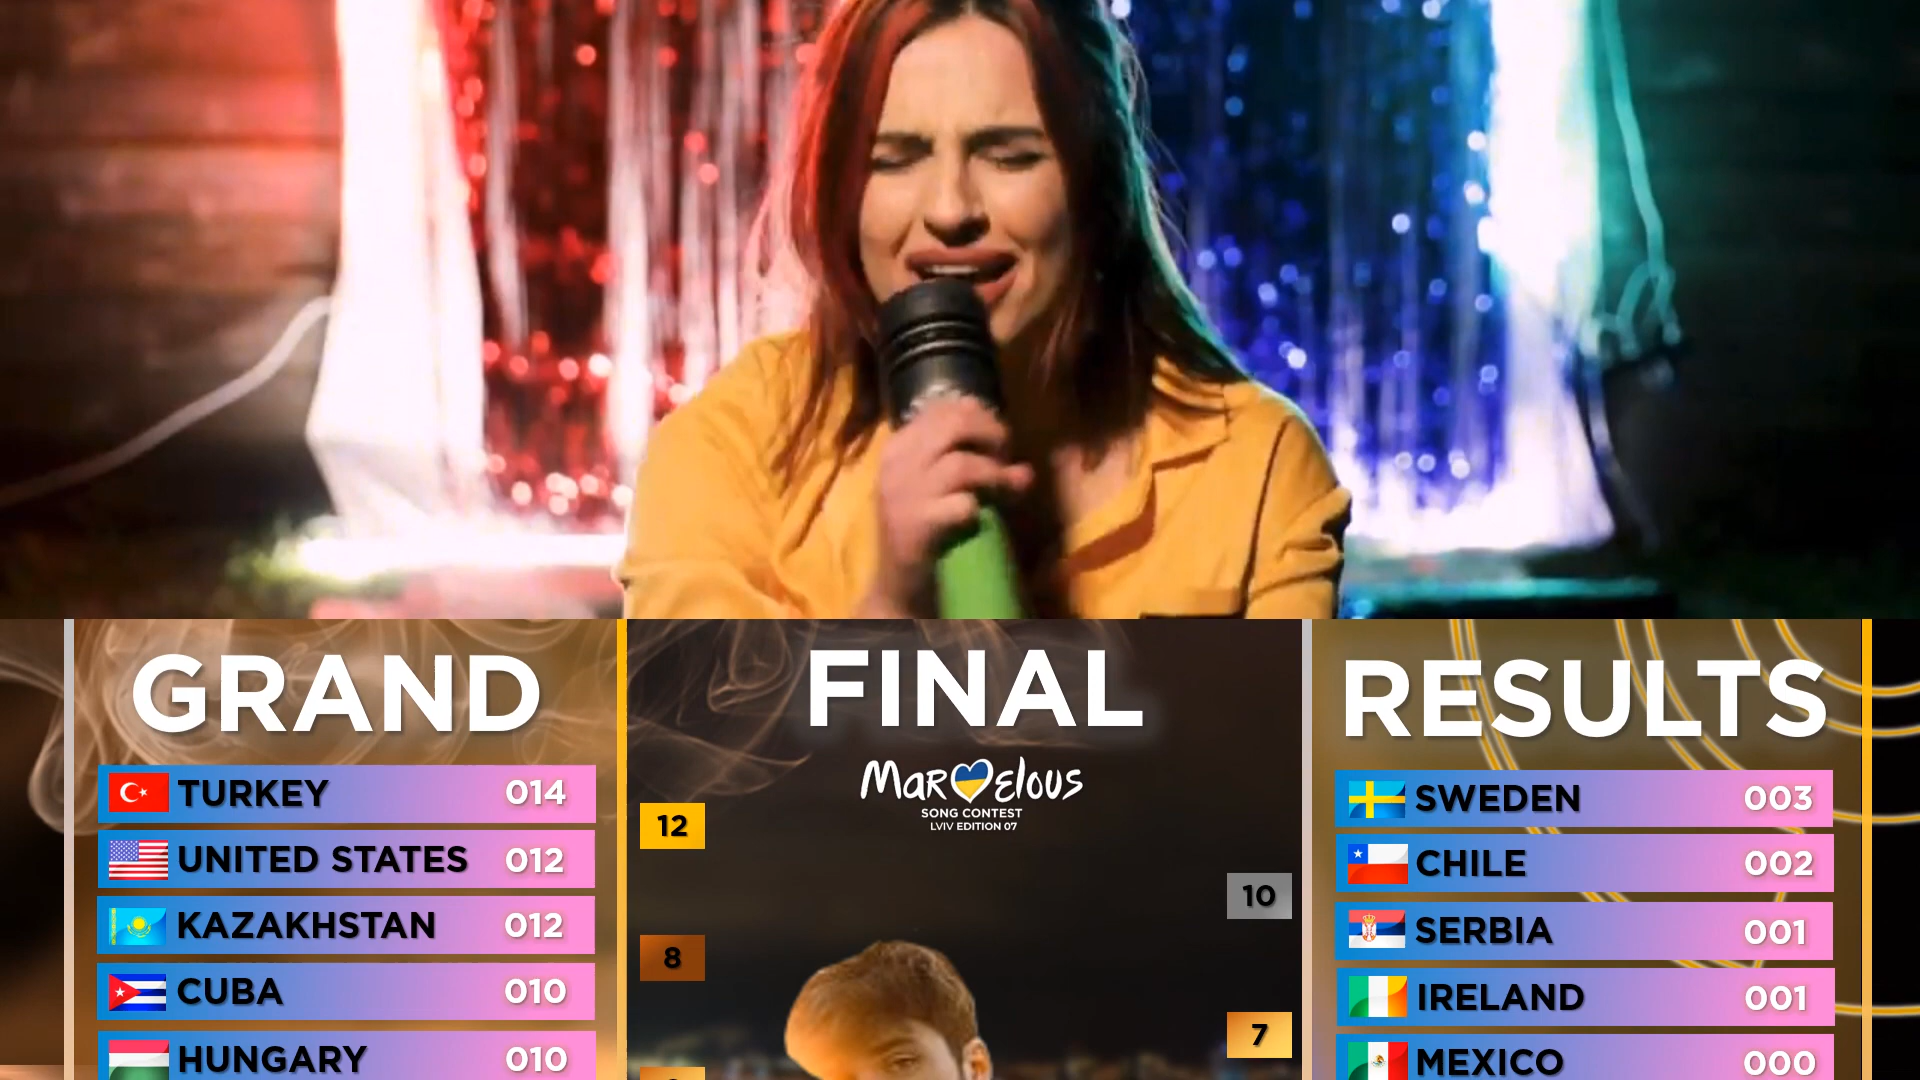 GRAND
FINAL
RESULTS
TURKEY 014
UNITED STATES 012
KAZAKHSTAN 012
CUBA 010
HUNGARY 010
MARVELOUS
SONG CONTEST
LVIV EDITION 07
12
10
8
7
SWEDEN 003
CHILE 002
SERBIA 001
IRELAND 001
MEXICO 000